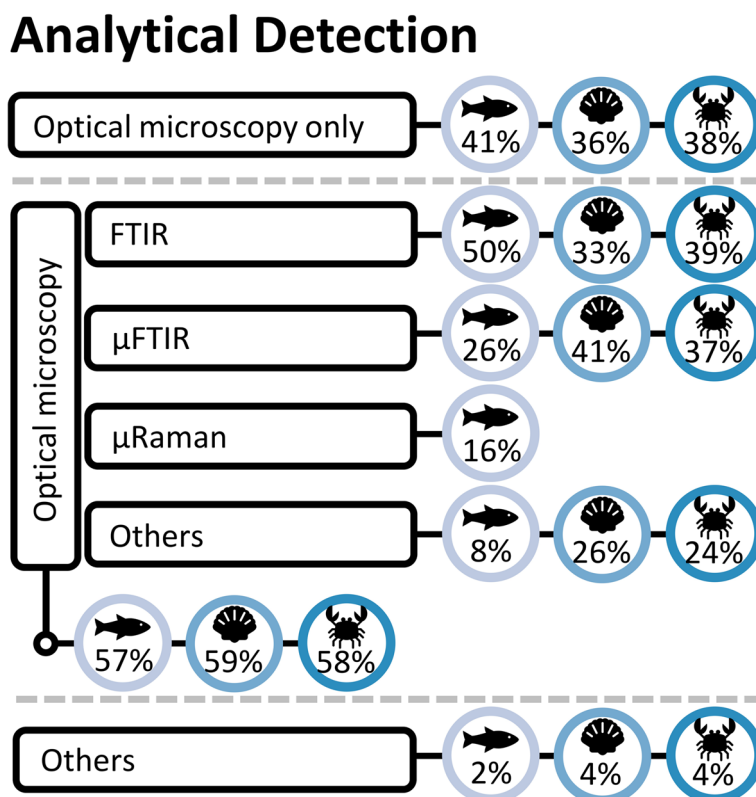 Analytical Detection
Optical microscopy only
41% 36% 38%
Optical microscopy
FTIR
50% 33% 39%
µFTIR
26% 41% 37%
µRaman
16%
Others
8% 26% 24%
57% 59% 58%
Others
2% 4% 4%